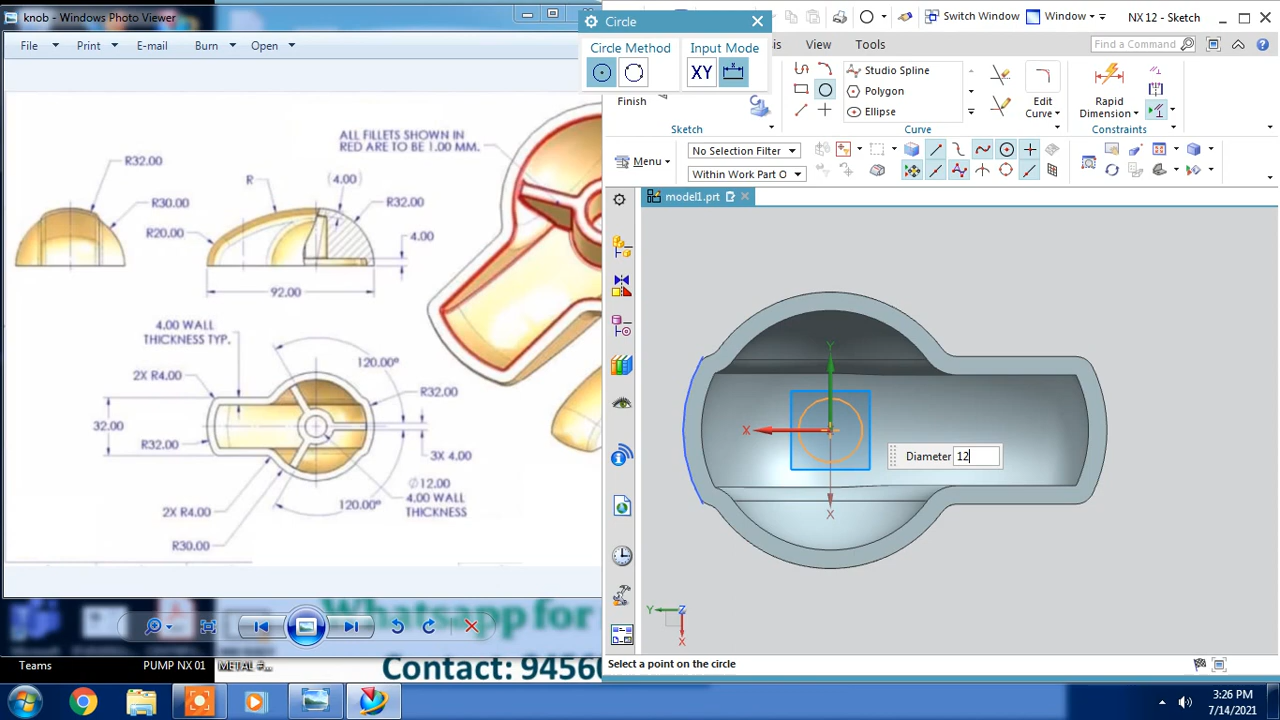 knob - Windows Photo Viewer
File Print E-mail Burn Open
ALL FILLETS SHOWN IN
RED ARE TO BE 1.00 MM.
R32.00
R
(4.00)
R30.00
R32.00
R20.00
4.00
92.00
4.00 WALL
THICKNESS TYP.
120.00°
2X R4.00
R32.00
32.00
R32.00
3X 4.00
Ø12.00
4.00 WALL
THICKNESS
2X R4.00
120.00°
R30.00
Whatsapp for
Contact: 9456
Teams
PUMP NX 01
METAL #...
Circle
Circle Method Input Mode
XY
Switch Window Window
NX 12 - Sketch
View Tools
Find a Command
Finish
Studio Spline
Polygon
Ellipse
Edit
Curve
Rapid
Dimension
Sketch
Curve
Constraints
No Selection Filter
Menu
Within Work Part O
model1.prt
Y
X
X
Diameter 12
Y
Z
X
Select a point on the circle
3:26 PM
7/14/2021